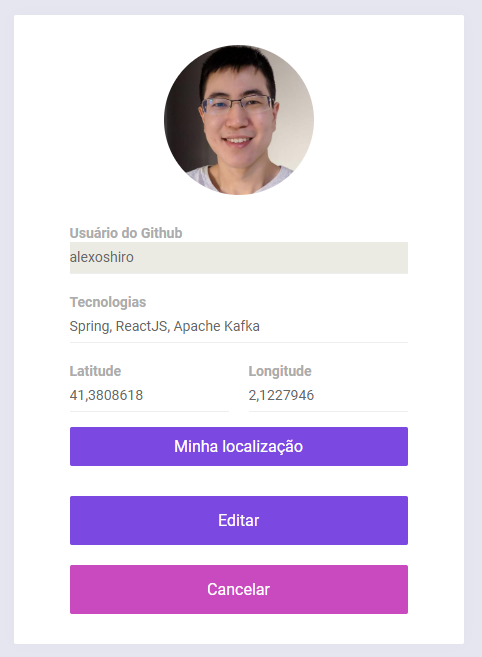 Usuário do Github
alexoshiro
Tecnologias
Spring, ReactJS, Apache Kafka
Latitude Longitude
41,3808618 2,1227946
Minha localização
Editar
Cancelar